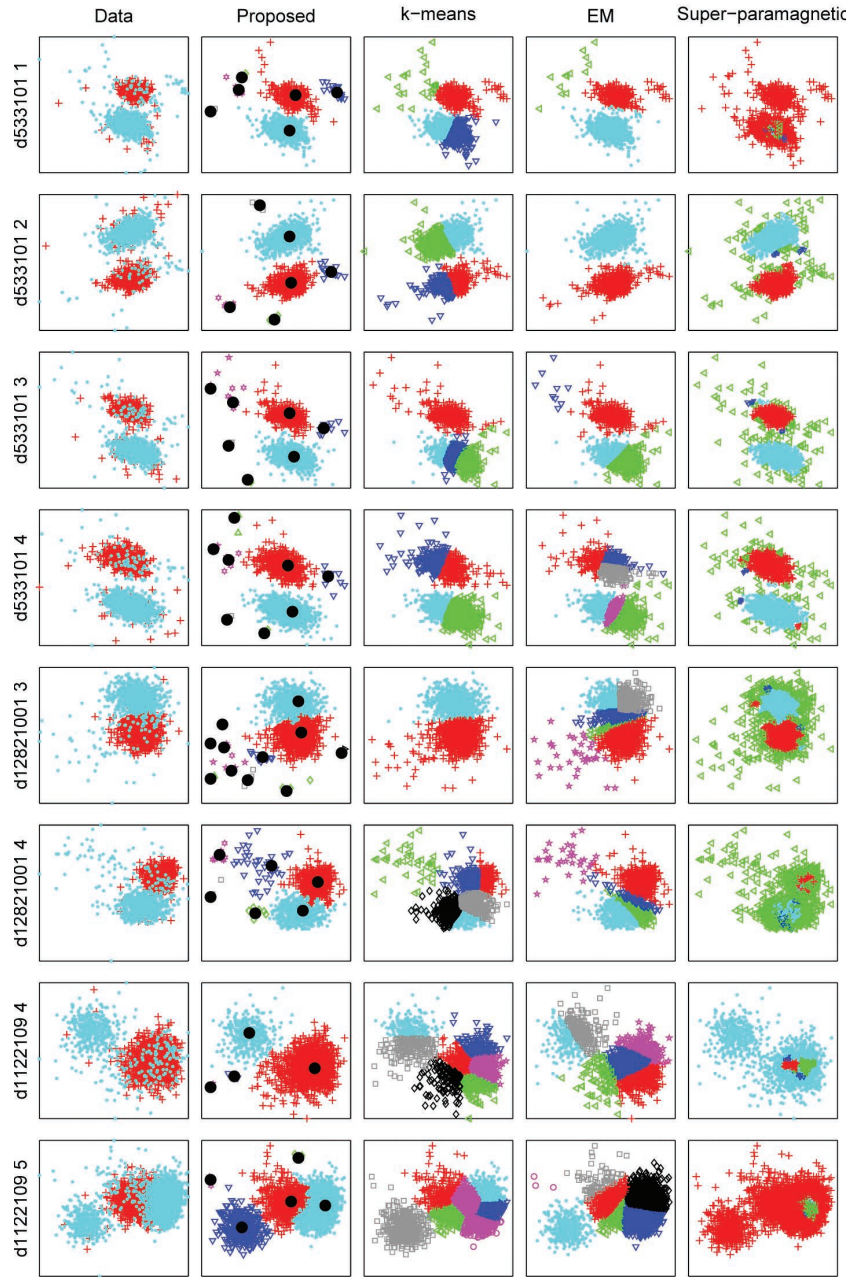 Data Proposed k−means EM Super−paramagnetic
d533101 1
d533101 2
d533101 3
d533101 4
d12821001 3
d12821001 4
d1122109 4
d1122109 5